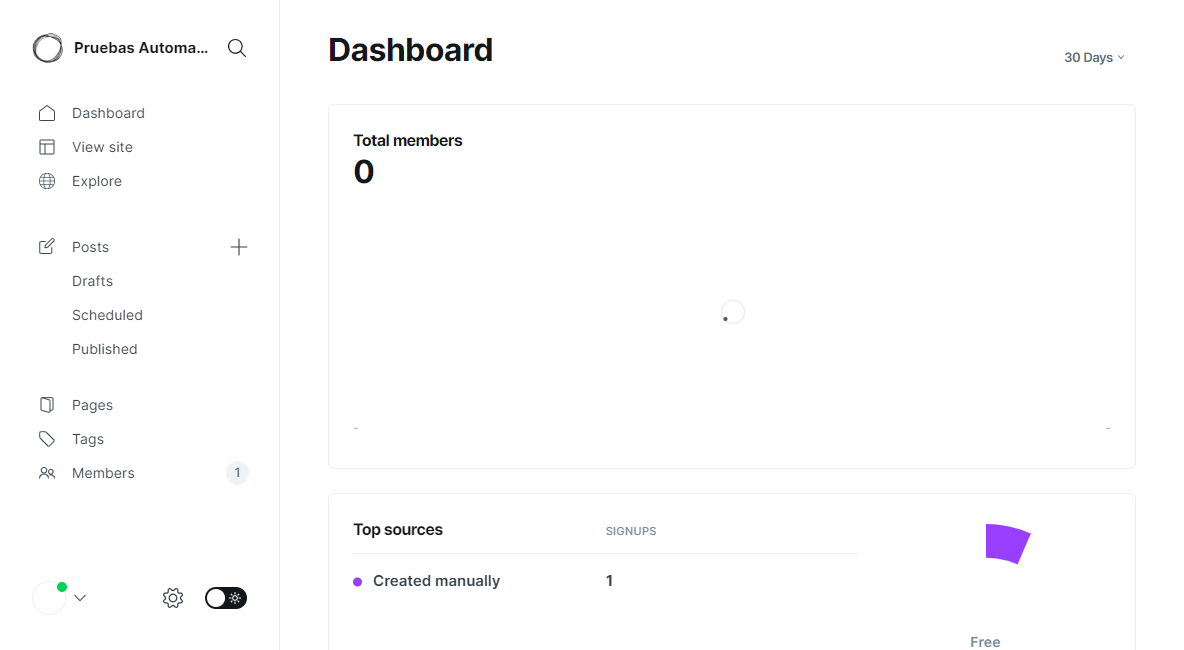 Pruebas Automa...
Dashboard
View site
Explore
Posts
Drafts
Scheduled
Published
Pages
Tags
Members
1
Dashboard
30 Days
Total members
0
-
-
Top sources
SIGNUPS
Created manually
1
Free